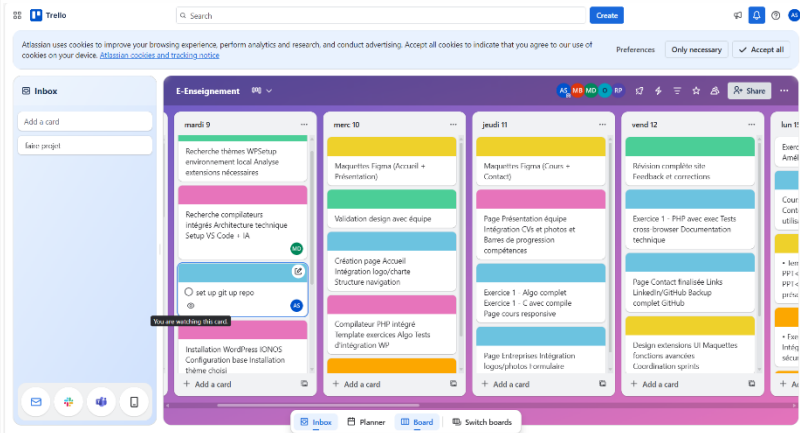 Trello
Search
Create
AS
Atlassian uses cookies to improve your browsing experience, perform analytics and research, and conduct advertising. Accept all cookies to indicate that you agree to our use of
cookies on your device. Atlassian cookies and tracking notice
Preferences
Only necessary
Accept all
Inbox
Add a card
faire projet
E-Enseignement
AS
MB
MD
O
RP
Share
mardi 9
Recherche thèmes WPSetup
environnement local Analyse
extensions nécessaires
Recherche compilateurs
intégrés Architecture technique
Setup VS Code + IA
MD
set up git up repo
AS
You are watching this card.
Installation WordPress IONOS
Configuration base Installation
thème choisi
+ Add a card
merc 10
Maquettes Figma (Accueil +
Présentation)
Validation design avec équipe
Création page Accueil
Intégration logo/charte
Structure navigation
Compilateur PHP intégré
Template exercices Algo Tests
d'intégration WP
+ Add a card
jeudi 11
Maquettes Figma (Cours +
Contact)
Page Présentation équipe
Intégration CVs et photos et
Barres de progression
compétences
Exercice 1 - Algo complet
Exercice 1 - C avec compile
Page cours responsive
Page Entreprises Intégration
logos/photos Formulaire
+ Add a card
vend 12
Révision complète site
Feedback et corrections
Exercice 1 - PHP avec exec Tests
cross-browser Documentation
technique
Page Contact finalisée Links
LinkedIn/GitHub Backup
complet GitHub
Design extensions UI Maquettes
fonctions avancées
Coordination sprints
+ Add a card
Inbox
Planner
Board
Switch boards